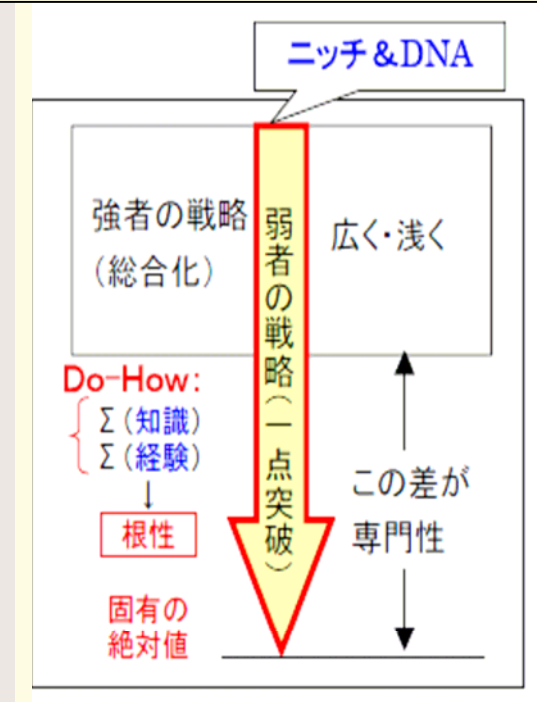 ニッチ&DNA
強者の戦略
(総合化)
弱者の戦略(一点突破)
広く・浅く
Do-How:
Σ(知識)
Σ(経験)
↓
根性
固有の
絶対値
この差が
専門性